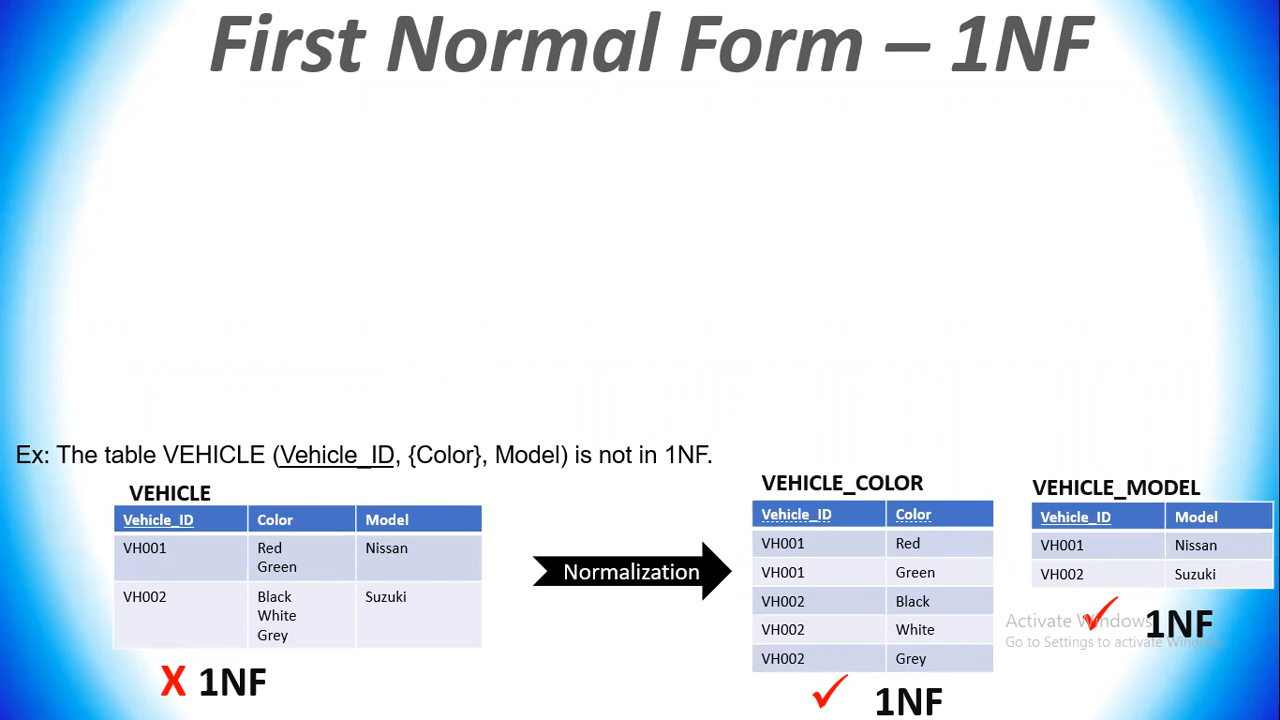 First Normal Form – 1NF
Ex: The table VEHICLE (Vehicle_ID, {Color}, Model) is not in 1NF.
VEHICLE
Vehicle_ID Color Model
VH001 Red Nissan
Green
VH002 Black Suzuki
White
Grey
X 1NF
Normalization
VEHICLE_COLOR
Vehicle_ID Color
VH001 Red
VH001 Green
VH002 Black
VH002 White
VH002 Grey
1NF
VEHICLE_MODEL
Vehicle_ID Model
VH001 Nissan
VH002 Suzuki
1NF
Activate Windows
Go to Settings to activate Windows.